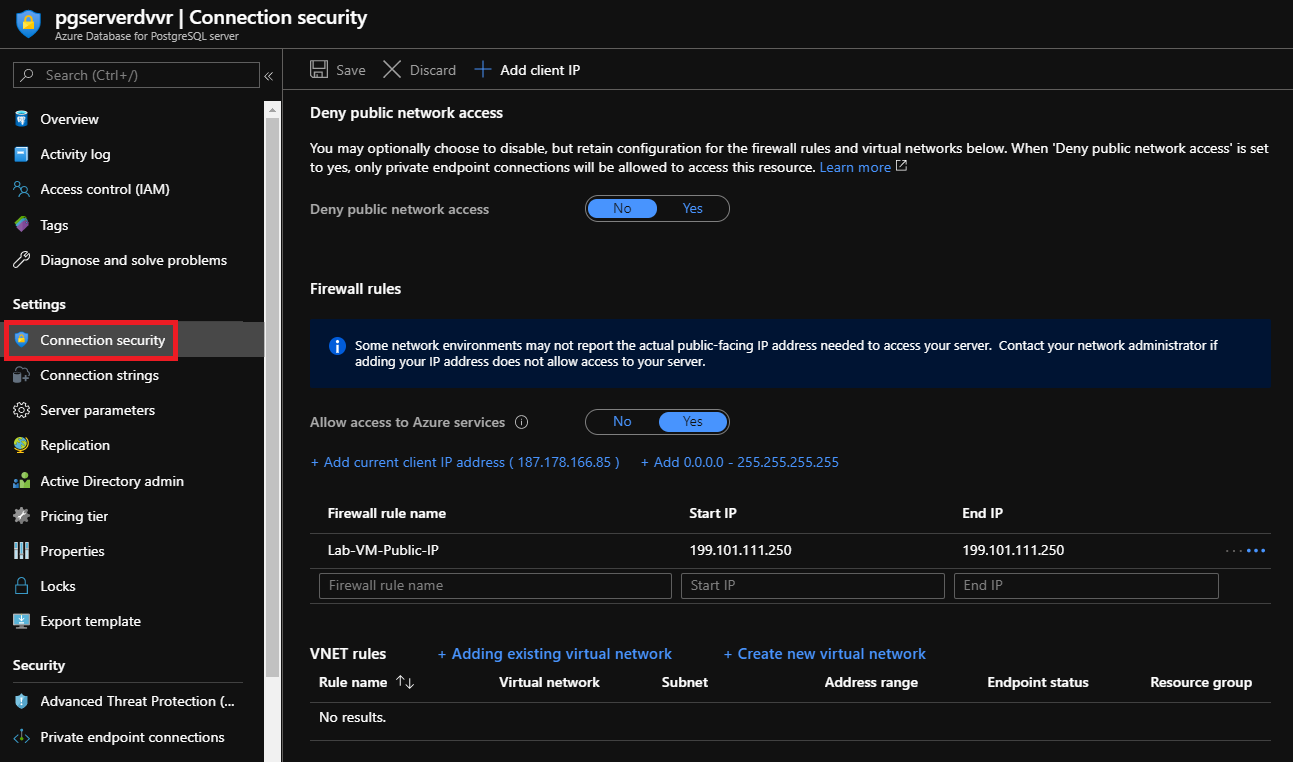 pgserverdvvr | Connection security
Azure Database for PostgreSQL server
Search (Ctrl+/)
«
Overview
Activity log
Access control (IAM)
Tags
Diagnose and solve problems
Settings
Connection security
Connection strings
Server parameters
Replication
Active Directory admin
Pricing tier
Properties
Locks
Export template
Security
Advanced Threat Protection (...
Private endpoint connections
Save Discard + Add client IP
Deny public network access
You may optionally choose to disable, but retain configuration for the firewall rules and virtual networks below. When 'Deny public network access' is set
to yes, only private endpoint connections will be allowed to access this resource. Learn more
Deny public network access No Yes
Firewall rules
Some network environments may not report the actual public-facing IP address needed to access your server. Contact your network administrator if
adding your IP address does not allow access to your server.
Allow access to Azure services No Yes
+ Add current client IP address ( 187.178.166.85 ) + Add 0.0.0.0 - 255.255.255.255
Firewall rule name Start IP End IP
Lab-VM-Public-IP 199.101.111.250 199.101.111.250
Firewall rule name Start IP End IP
VNET rules + Adding existing virtual network + Create new virtual network
Rule name ↑↓ Virtual network Subnet Address range Endpoint status Resource group
No results.